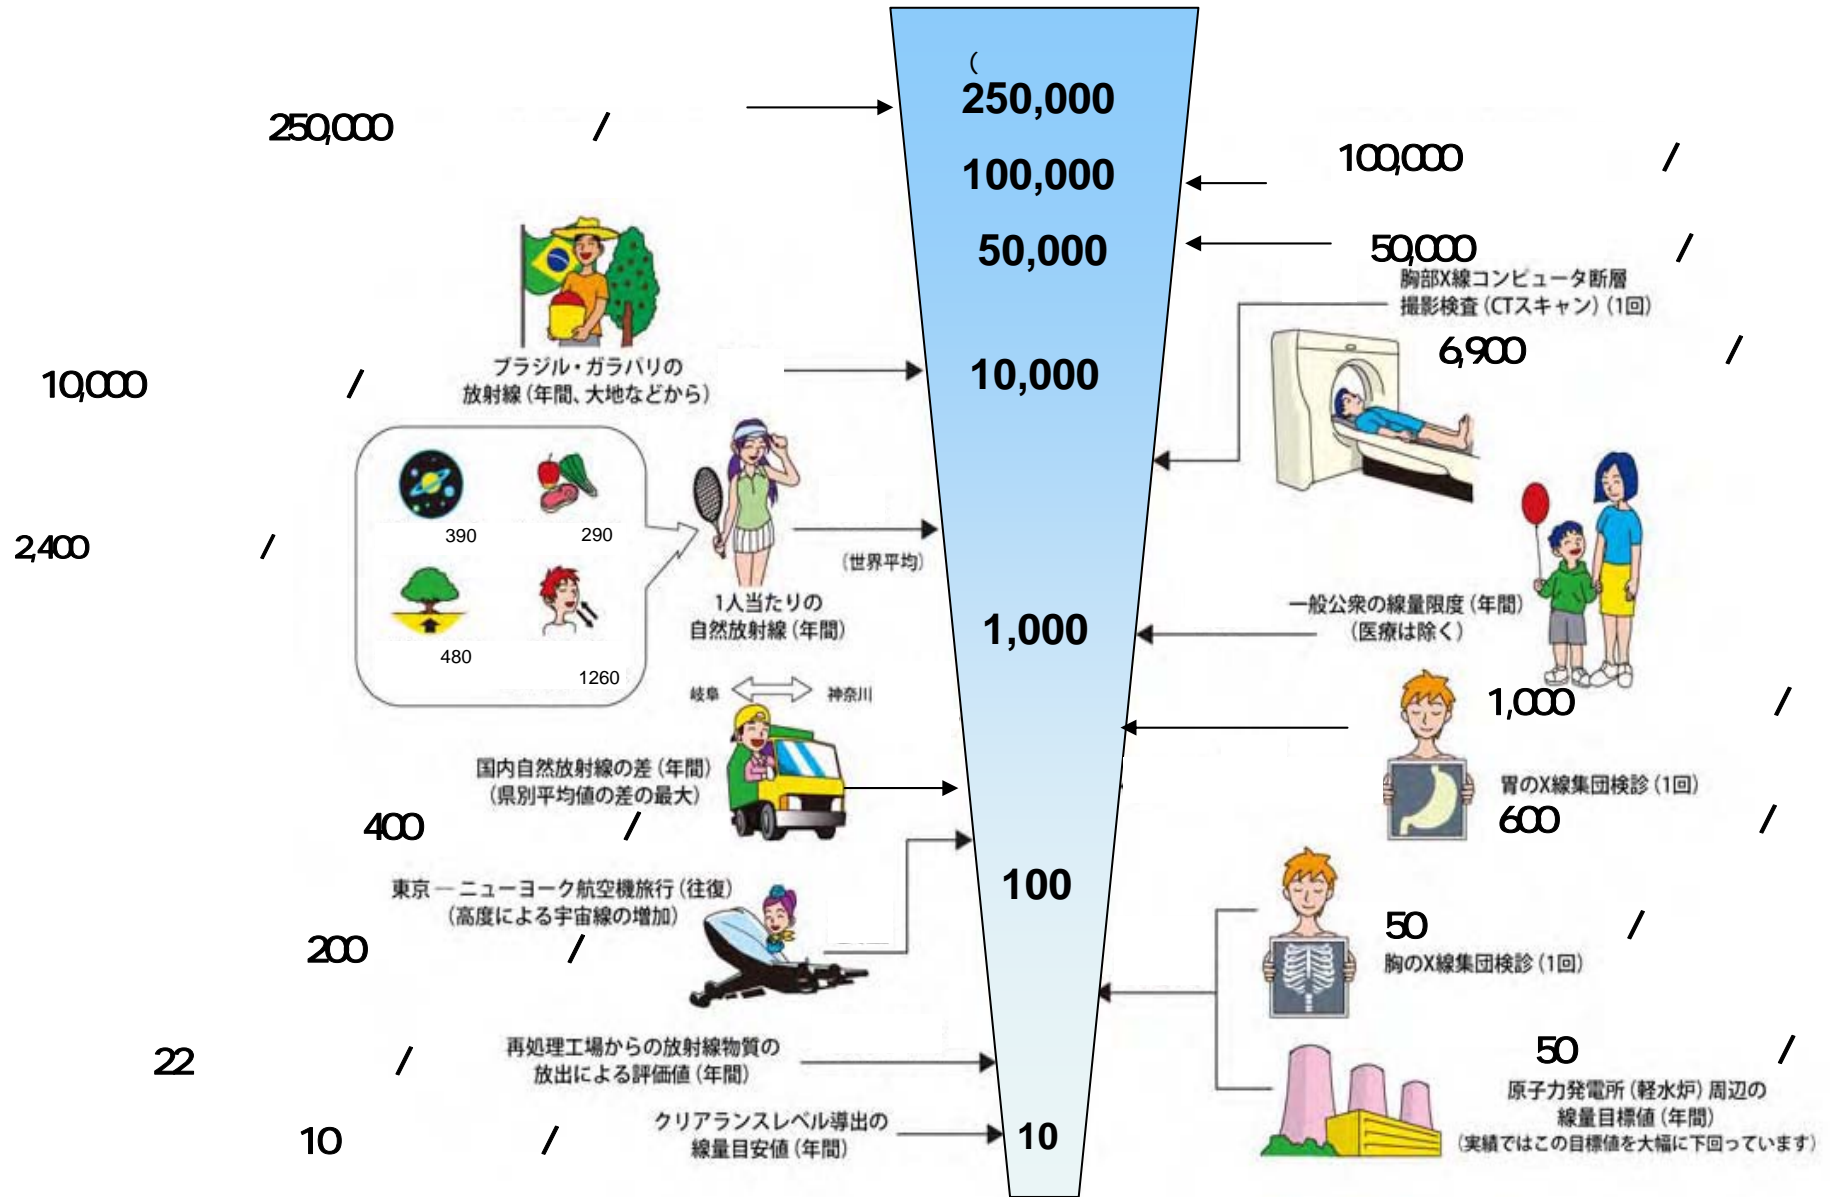 (
250,000
100,000
50,000
10,000
1,000
100
10
250,000 /
ブラジル・ガラパリの
放射線(年間、大地などから)
10,000 /
390
290
480
1260
2,400 /
(世界平均)
1人当たりの
自然放射線(年間)
岐阜
神奈川
国内自然放射線の差(年間)
(県別平均値の差の最大)
400 /
東京―ニューヨーク航空機旅行(往復)
(高度による宇宙線の増加)
200 /
22 /
再処理工場からの放射線物質の
放出による評価値(年間)
クリアランスレベル導出の
線量目安値(年間)
10 /
100,000 /
50,000 /
胸部X線コンピュータ断層
撮影検査(CTスキャン)(1回)
6,900 /
一般公衆の線量限度(年間)
(医療は除く)
1,000 /
胃のX線集団検診(1回)
600 /
50 /
胸のX線集団検診(1回)
50 /
原子力発電所(軽水炉)周辺の
線量目標値(年間)
(実績ではこの目標値を大幅に下回っています)